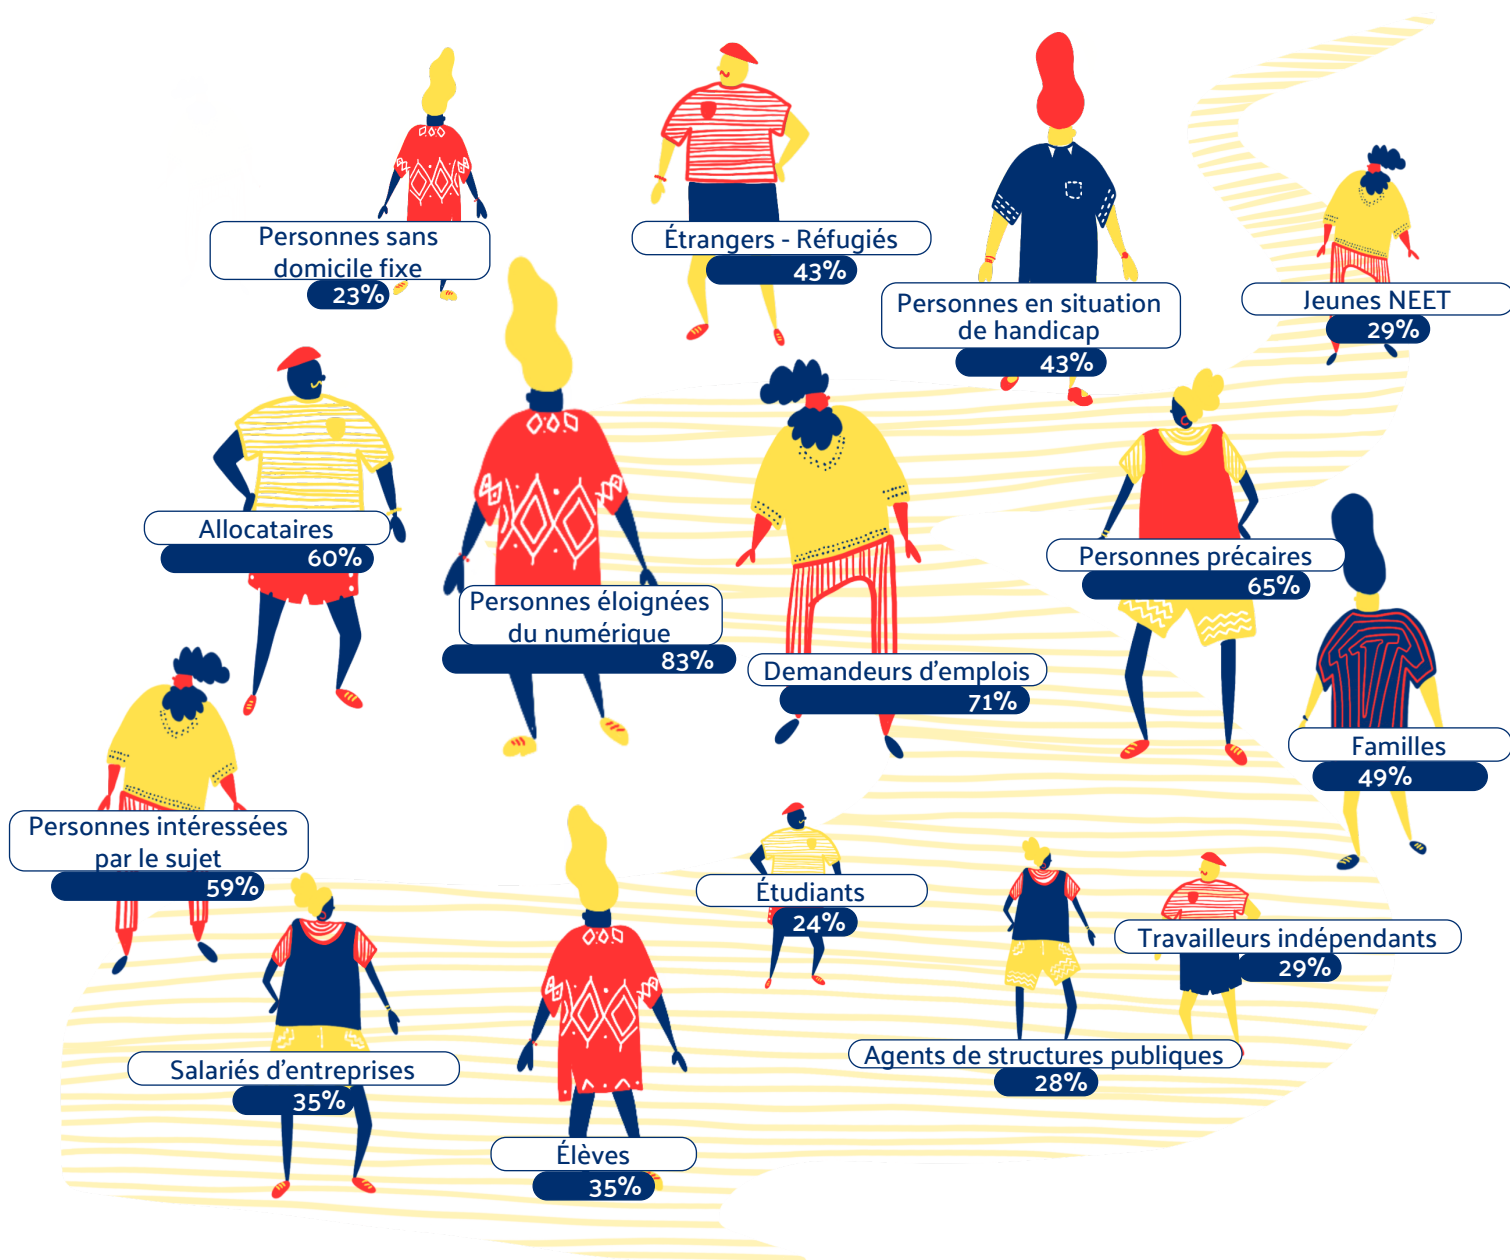 Personnes sans
domicile fixe
23%
Étrangers - Réfugiés
43%
Personnes en situation
de handicap
43%
Jeunes NEET
29%
Allocataires
60%
Personnes éloignées
du numérique
83%
Demandeurs d'emplois
71%
Personnes précaires
65%
Familles
49%
Personnes intéressées
par le sujet
59%
Étudiants
24%
Travailleurs indépendants
29%
Salariés d'entreprises
35%
Élèves
35%
Agents de structures publiques
28%